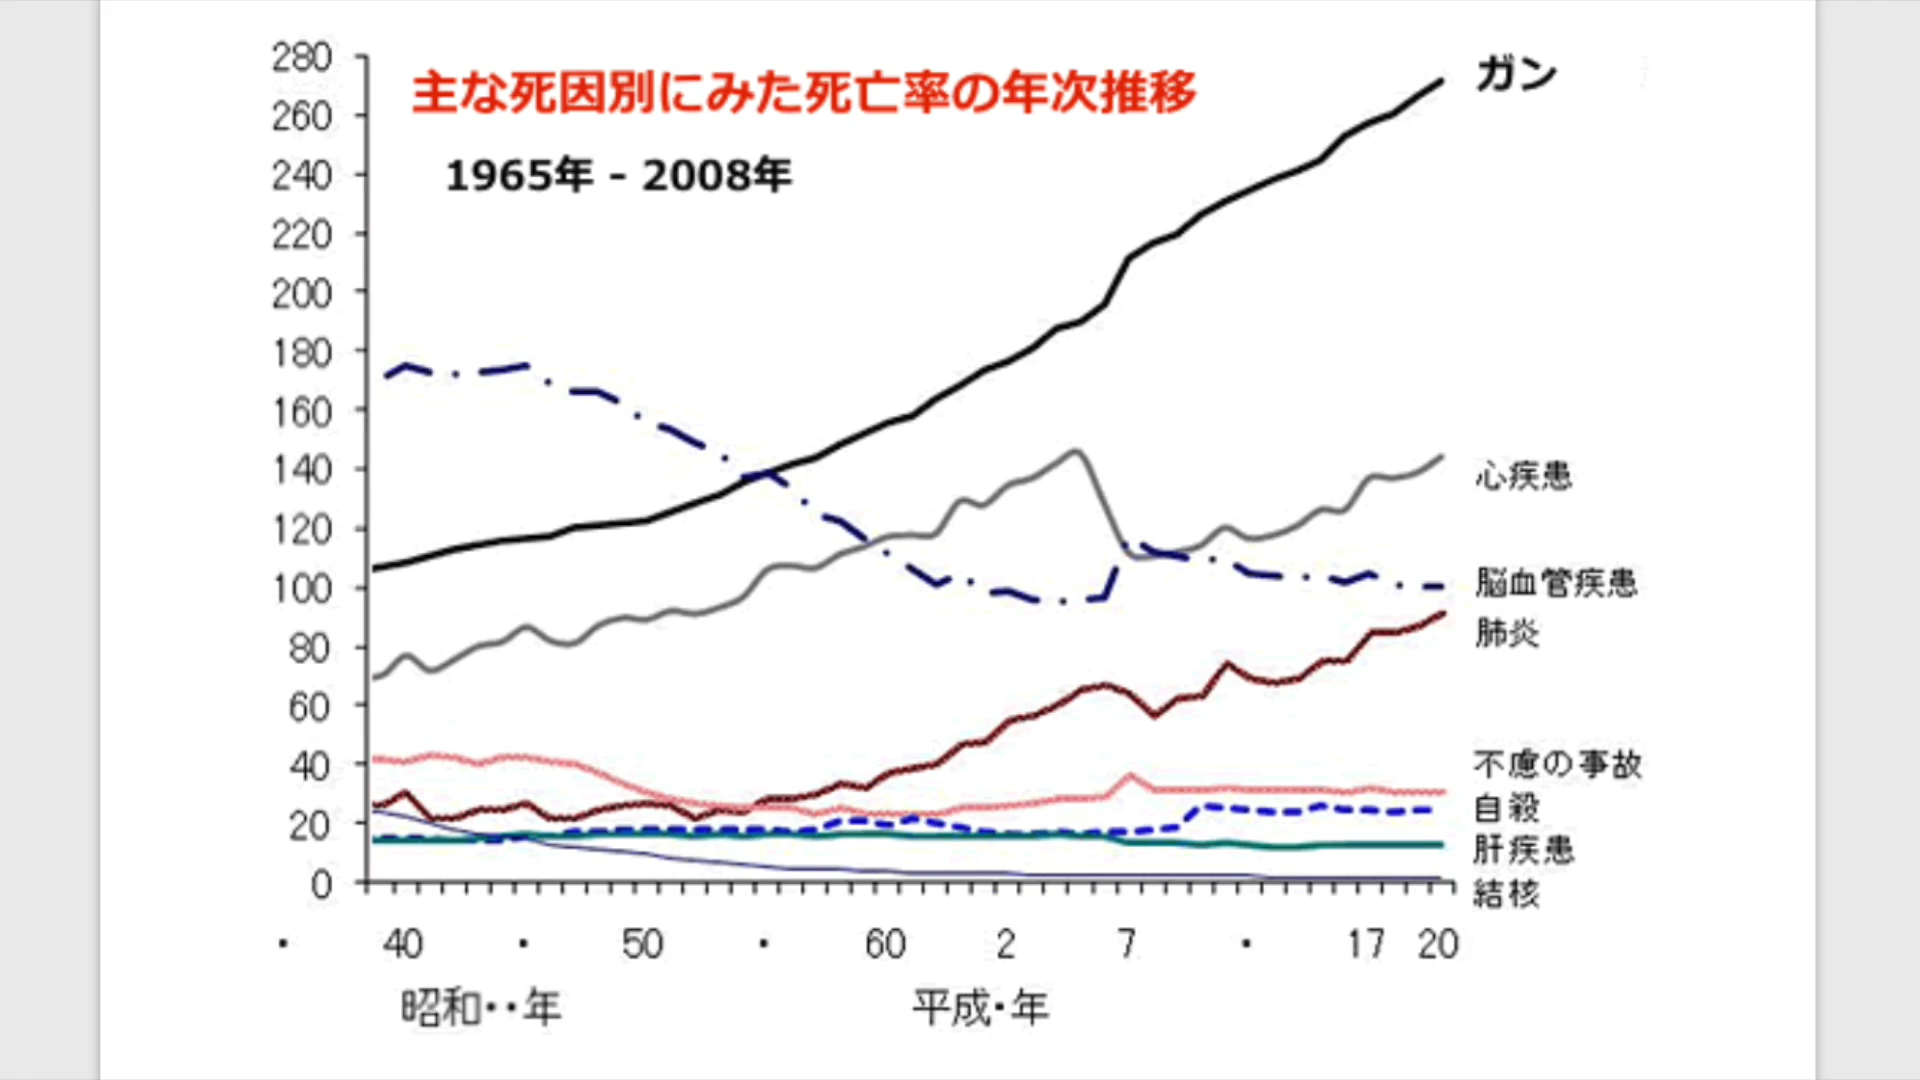 主な死因別にみた死亡率の年次推移
1965年 - 2008年
280
260
240
220
200
180
160
140
120
100
80
60
40
20
0
ガン
心疾患
脳血管疾患
肺炎
不慮の事故
自殺
肝疾患
結核
・ 40 ・ 50 ・ 60 2 7 ・ 17 20
昭和・・年 平成・年